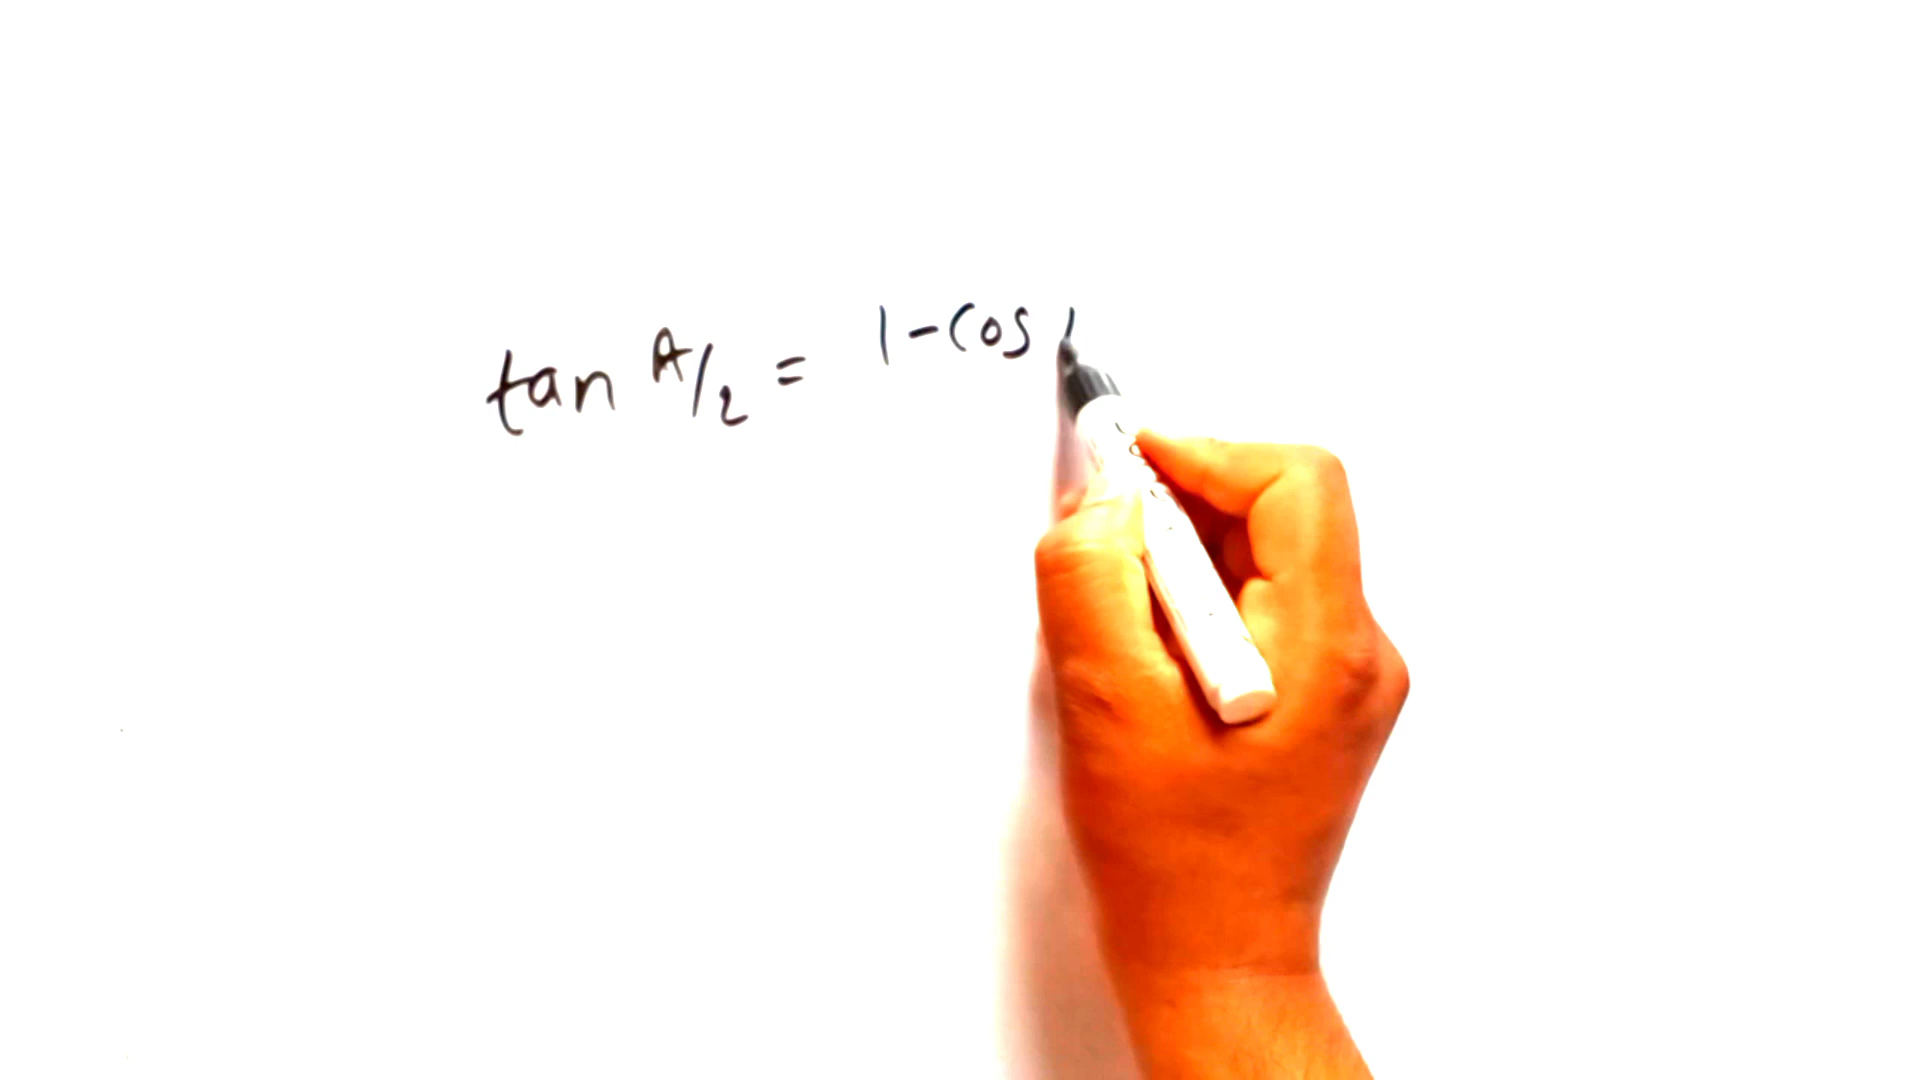 tan A/2 = 1 - cos